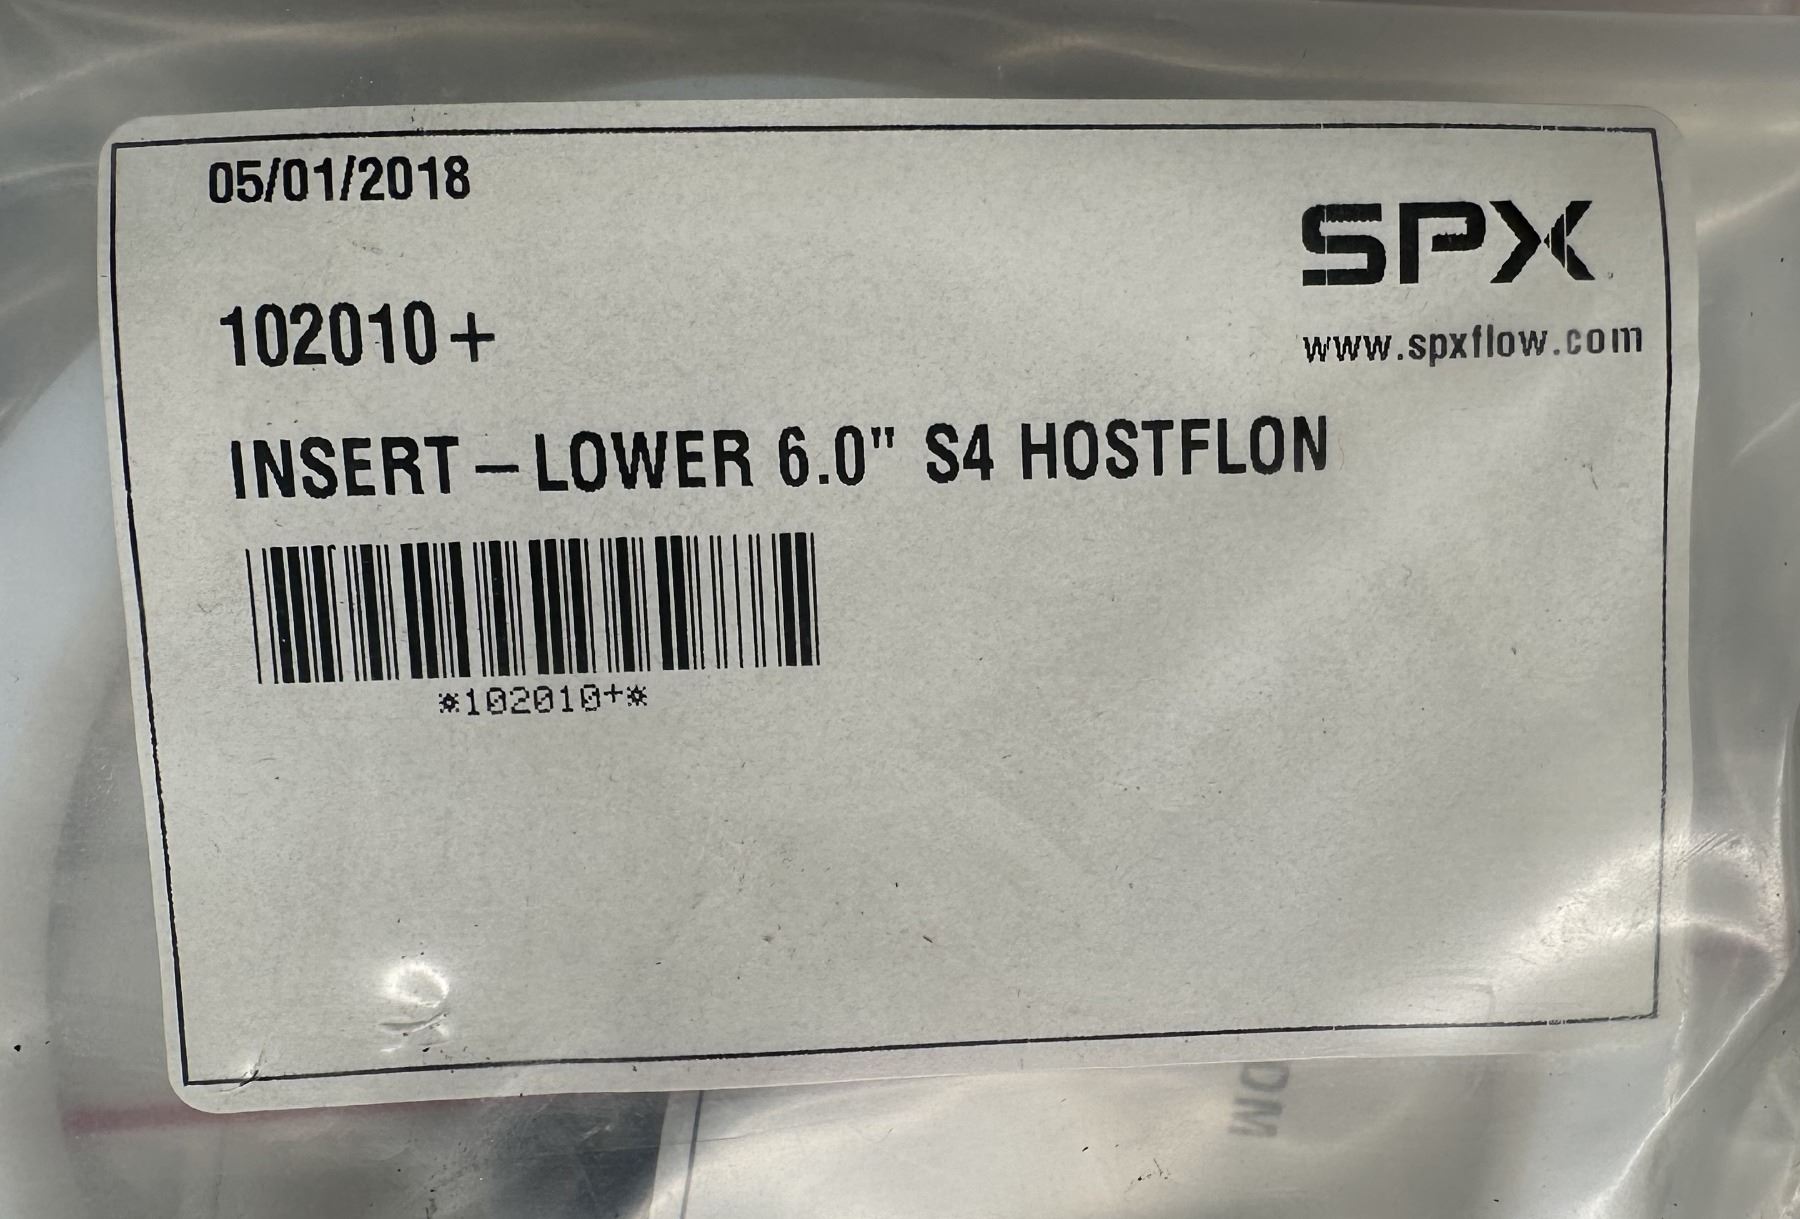 05/01/2018
SPX
www.spxflow.com
102010+
INSERT-LOWER 6.0" S4 HOSTFLON
*102010+*